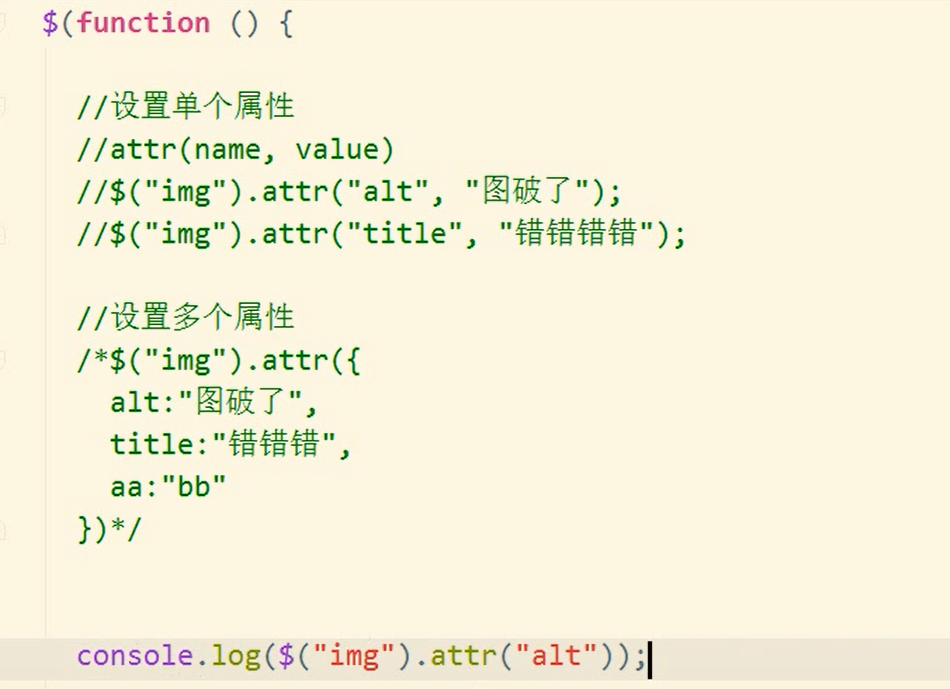 $(function () {
//设置单个属性
//attr(name, value)
//$("img").attr("alt", "图破了");
//$("img").attr("title", "错错错错");
//设置多个属性
/*$("img").attr({
alt:"图破了",
title:"错错错",
aa:"bb"
})*/
console.log($("img").attr("alt"));